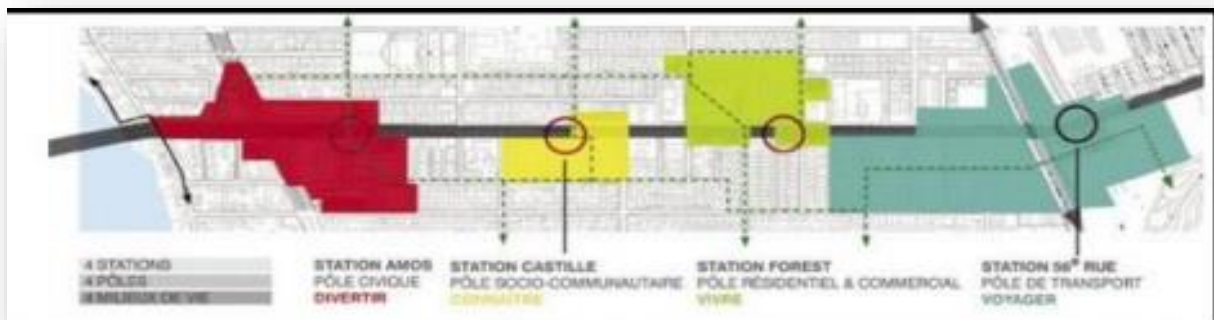 4 STATIONS
4 PÔLES
4 MILIEUX DE VIE
STATION AMOS
PÔLE CIVIQUE
DIVERTIR
STATION CASTILLE
PÔLE SOCIO-COMMUNAUTAIRE
CONNAÎTRE
STATION FOREST
PÔLE RÉSIDENTIEL & COMMERCIAL
VIVRE
STATION 56E RUE
PÔLE DE TRANSPORT
VOYAGER